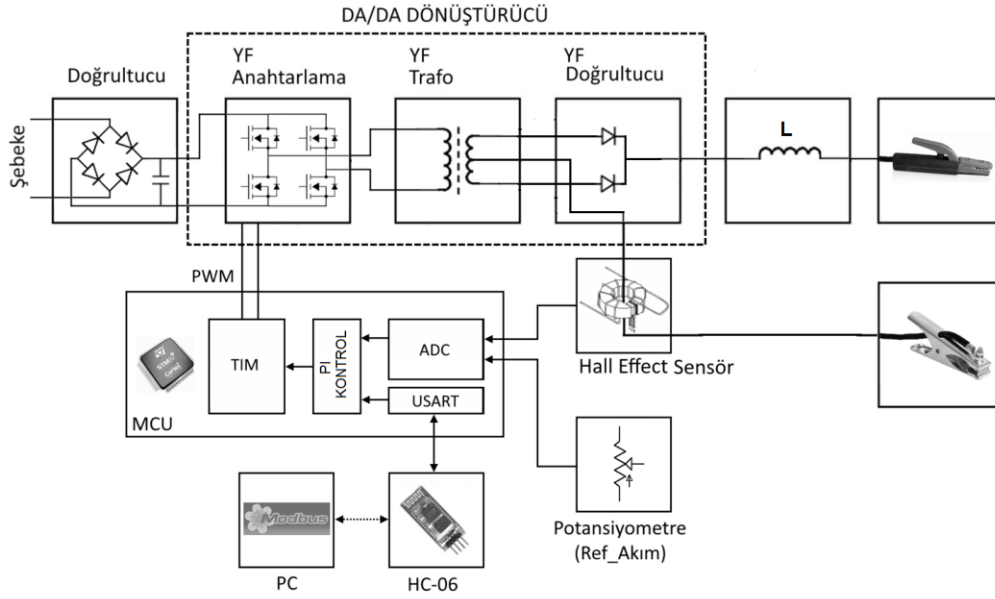 DA/DA DÖNÜŞTÜRÜCÜ
Doğrultucu
YF
Anahtarlama
YF
Trafo
YF
Doğrultucu
Şebeke
L
PWM
MCU
TIM
PI
KONTROL
ADC
USART
Hall Effect Sensör
Potansiyometre
(Ref_Akım)
Modbus
PC
HC-06